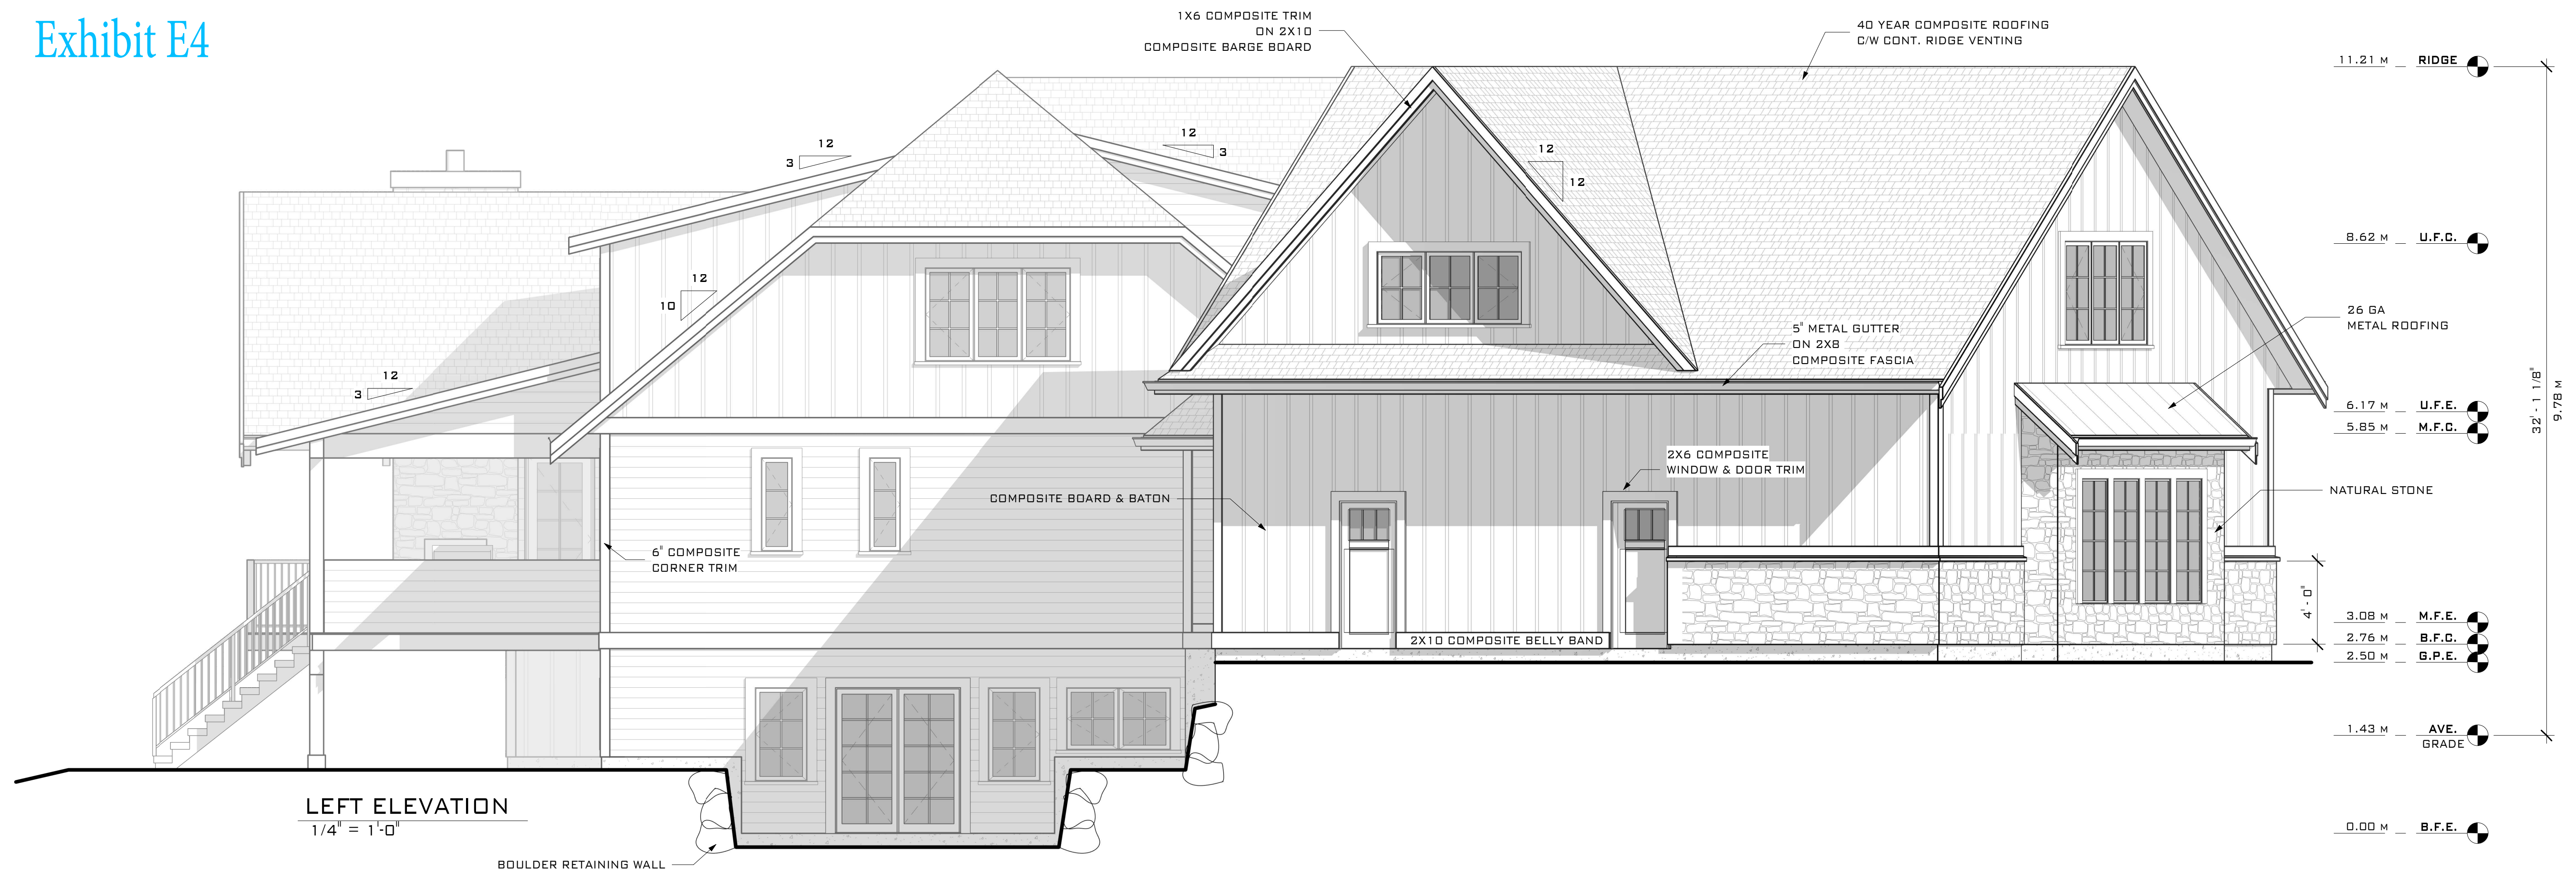 Exhibit E4
1X6 COMPOSITE TRIM
ON 2X10
COMPOSITE BARGE BOARD
40 YEAR COMPOSITE ROOFING
C/W CONT. RIDGE VENTING
11.21 M RIDGE
12
3
12
3
12
12
8.62 M U.F.C.
12
10
26 GA
METAL ROOFING
5" METAL GUTTER
ON 2X8
COMPOSITE FASCIA
12
3
32'-1 1/8"
9.78 M
6.17 M U.F.E.
5.85 M M.F.C.
2X6 COMPOSITE
WINDOW & DOOR TRIM
COMPOSITE BOARD & BATON
NATURAL STONE
6" COMPOSITE
CORNER TRIM
4'-0"
3.08 M M.F.E.
2X10 COMPOSITE BELLY BAND
2.76 M B.F.C.
2.50 M G.P.E.
1.43 M AVE.
GRADE
LEFT ELEVATION
1/4" = 1'-0"
0.00 M B.F.E.
BOULDER RETAINING WALL